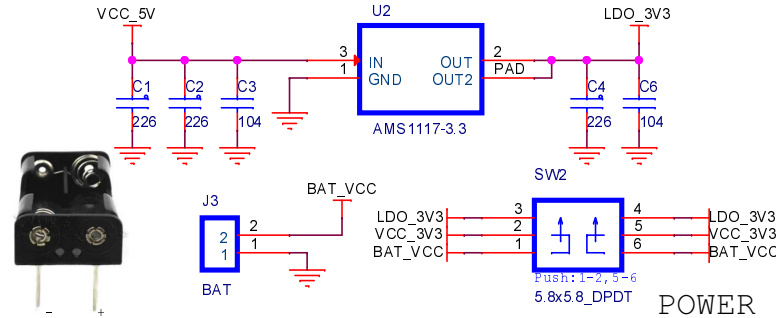 VCC_5V
U2
LDO_3V3
3
IN
OUT
2
1
GND
OUT2
PAD
C1
C2
C3
C4
C6
226
226
104
226
104
AMS1117-3.3
J3
BAT_VCC
SW2
2
2
1
1
BAT
LDO_3V3
3
4
LDO_3V3
VCC_3V3
2
5
VCC_3V3
BAT_VCC
1
6
BAT_VCC
Push:1-2,5-6
5.8x5.8_DPDT
- +
POWER